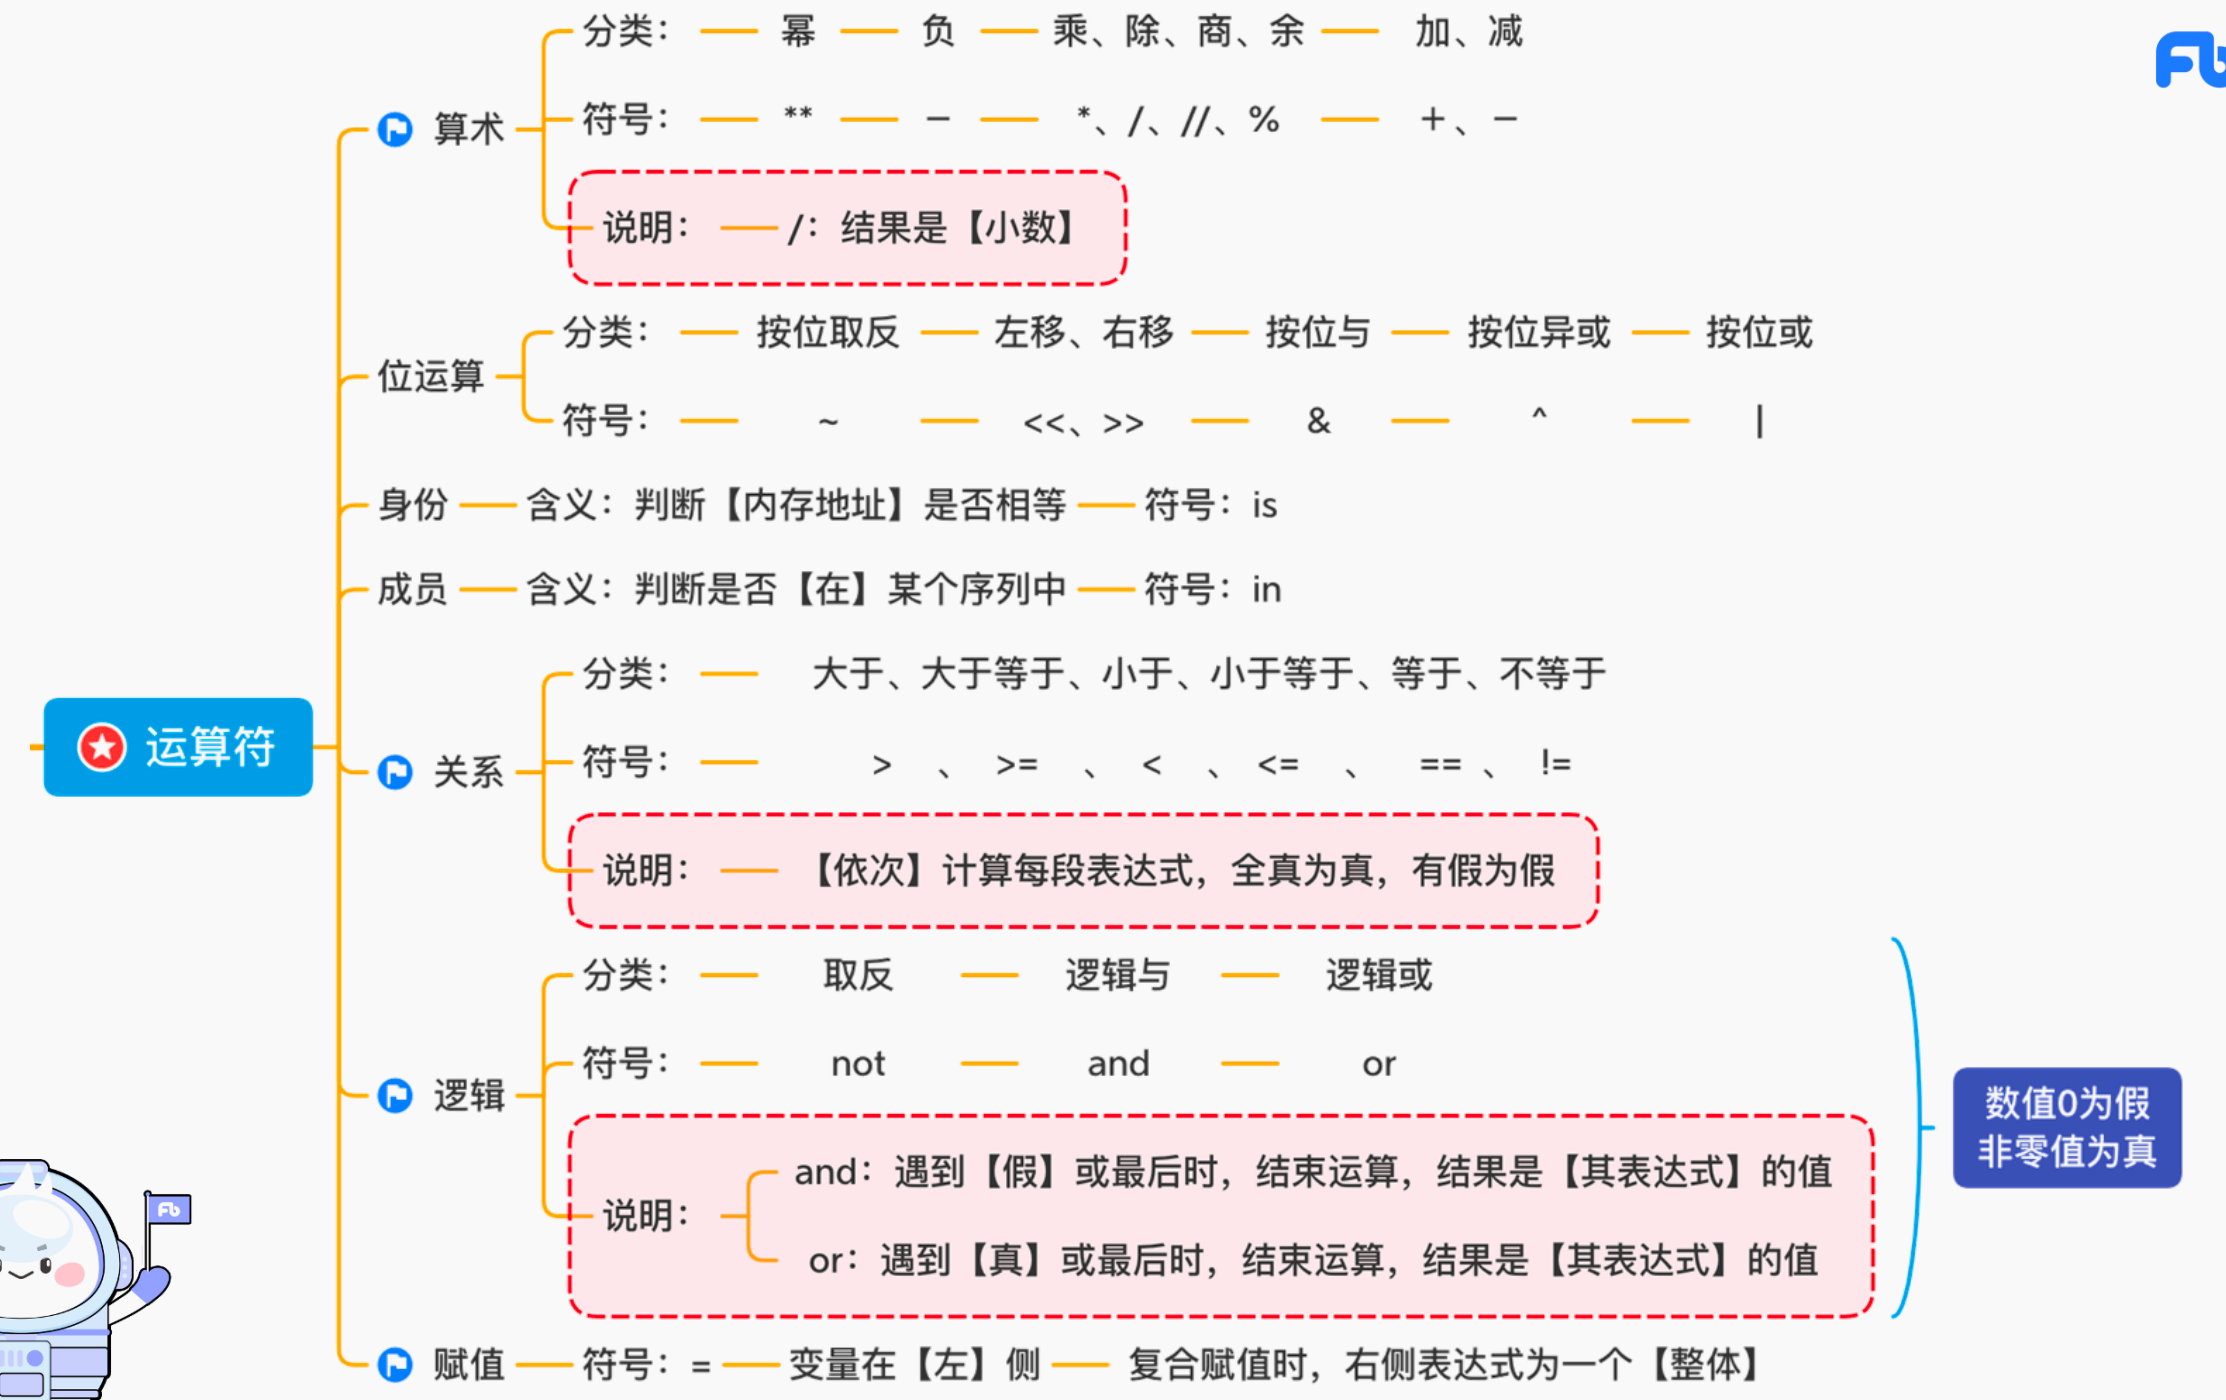 分类： 幂 负 乘、除、商、余 加、减
算术
符号： ** － *、/、//、% ＋、－
说明： /：结果是【小数】
分类： 按位取反 左移、右移 按位与 按位异或 按位或
位运算
符号： ~ <<、>> & ^ |
身份 含义：判断【内存地址】是否相等 符号：is
成员 含义：判断是否【在】某个序列中 符号：in
分类： 大于、大于等于、小于、小于等于、等于、不等于
运算符
关系
符号： > 、 >= 、 < 、 <= 、 == 、 !=
说明： 【依次】计算每段表达式，全真为真，有假为假
分类： 取反 逻辑与 逻辑或
逻辑
符号： not and or
说明：
and：遇到【假】或最后时，结束运算，结果是【其表达式】的值
or：遇到【真】或最后时，结束运算，结果是【其表达式】的值
数值0为假
非零值为真
赋值 符号：= 变量在【左】侧 复合赋值时，右侧表达式为一个【整体】
Fb
Fb